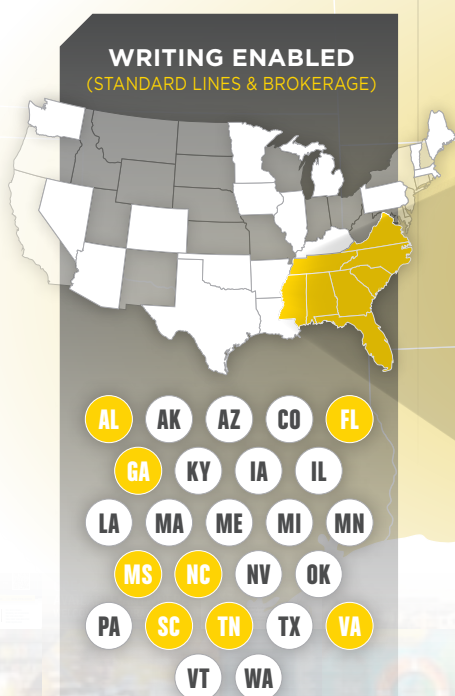 WRITING ENABLED
(STANDARD LINES & BROKERAGE)
AL AK AZ CO FL
GA KY IA IL
LA MA ME MI MN
MS NC NV OK
PA SC TN TX VA
VT WA